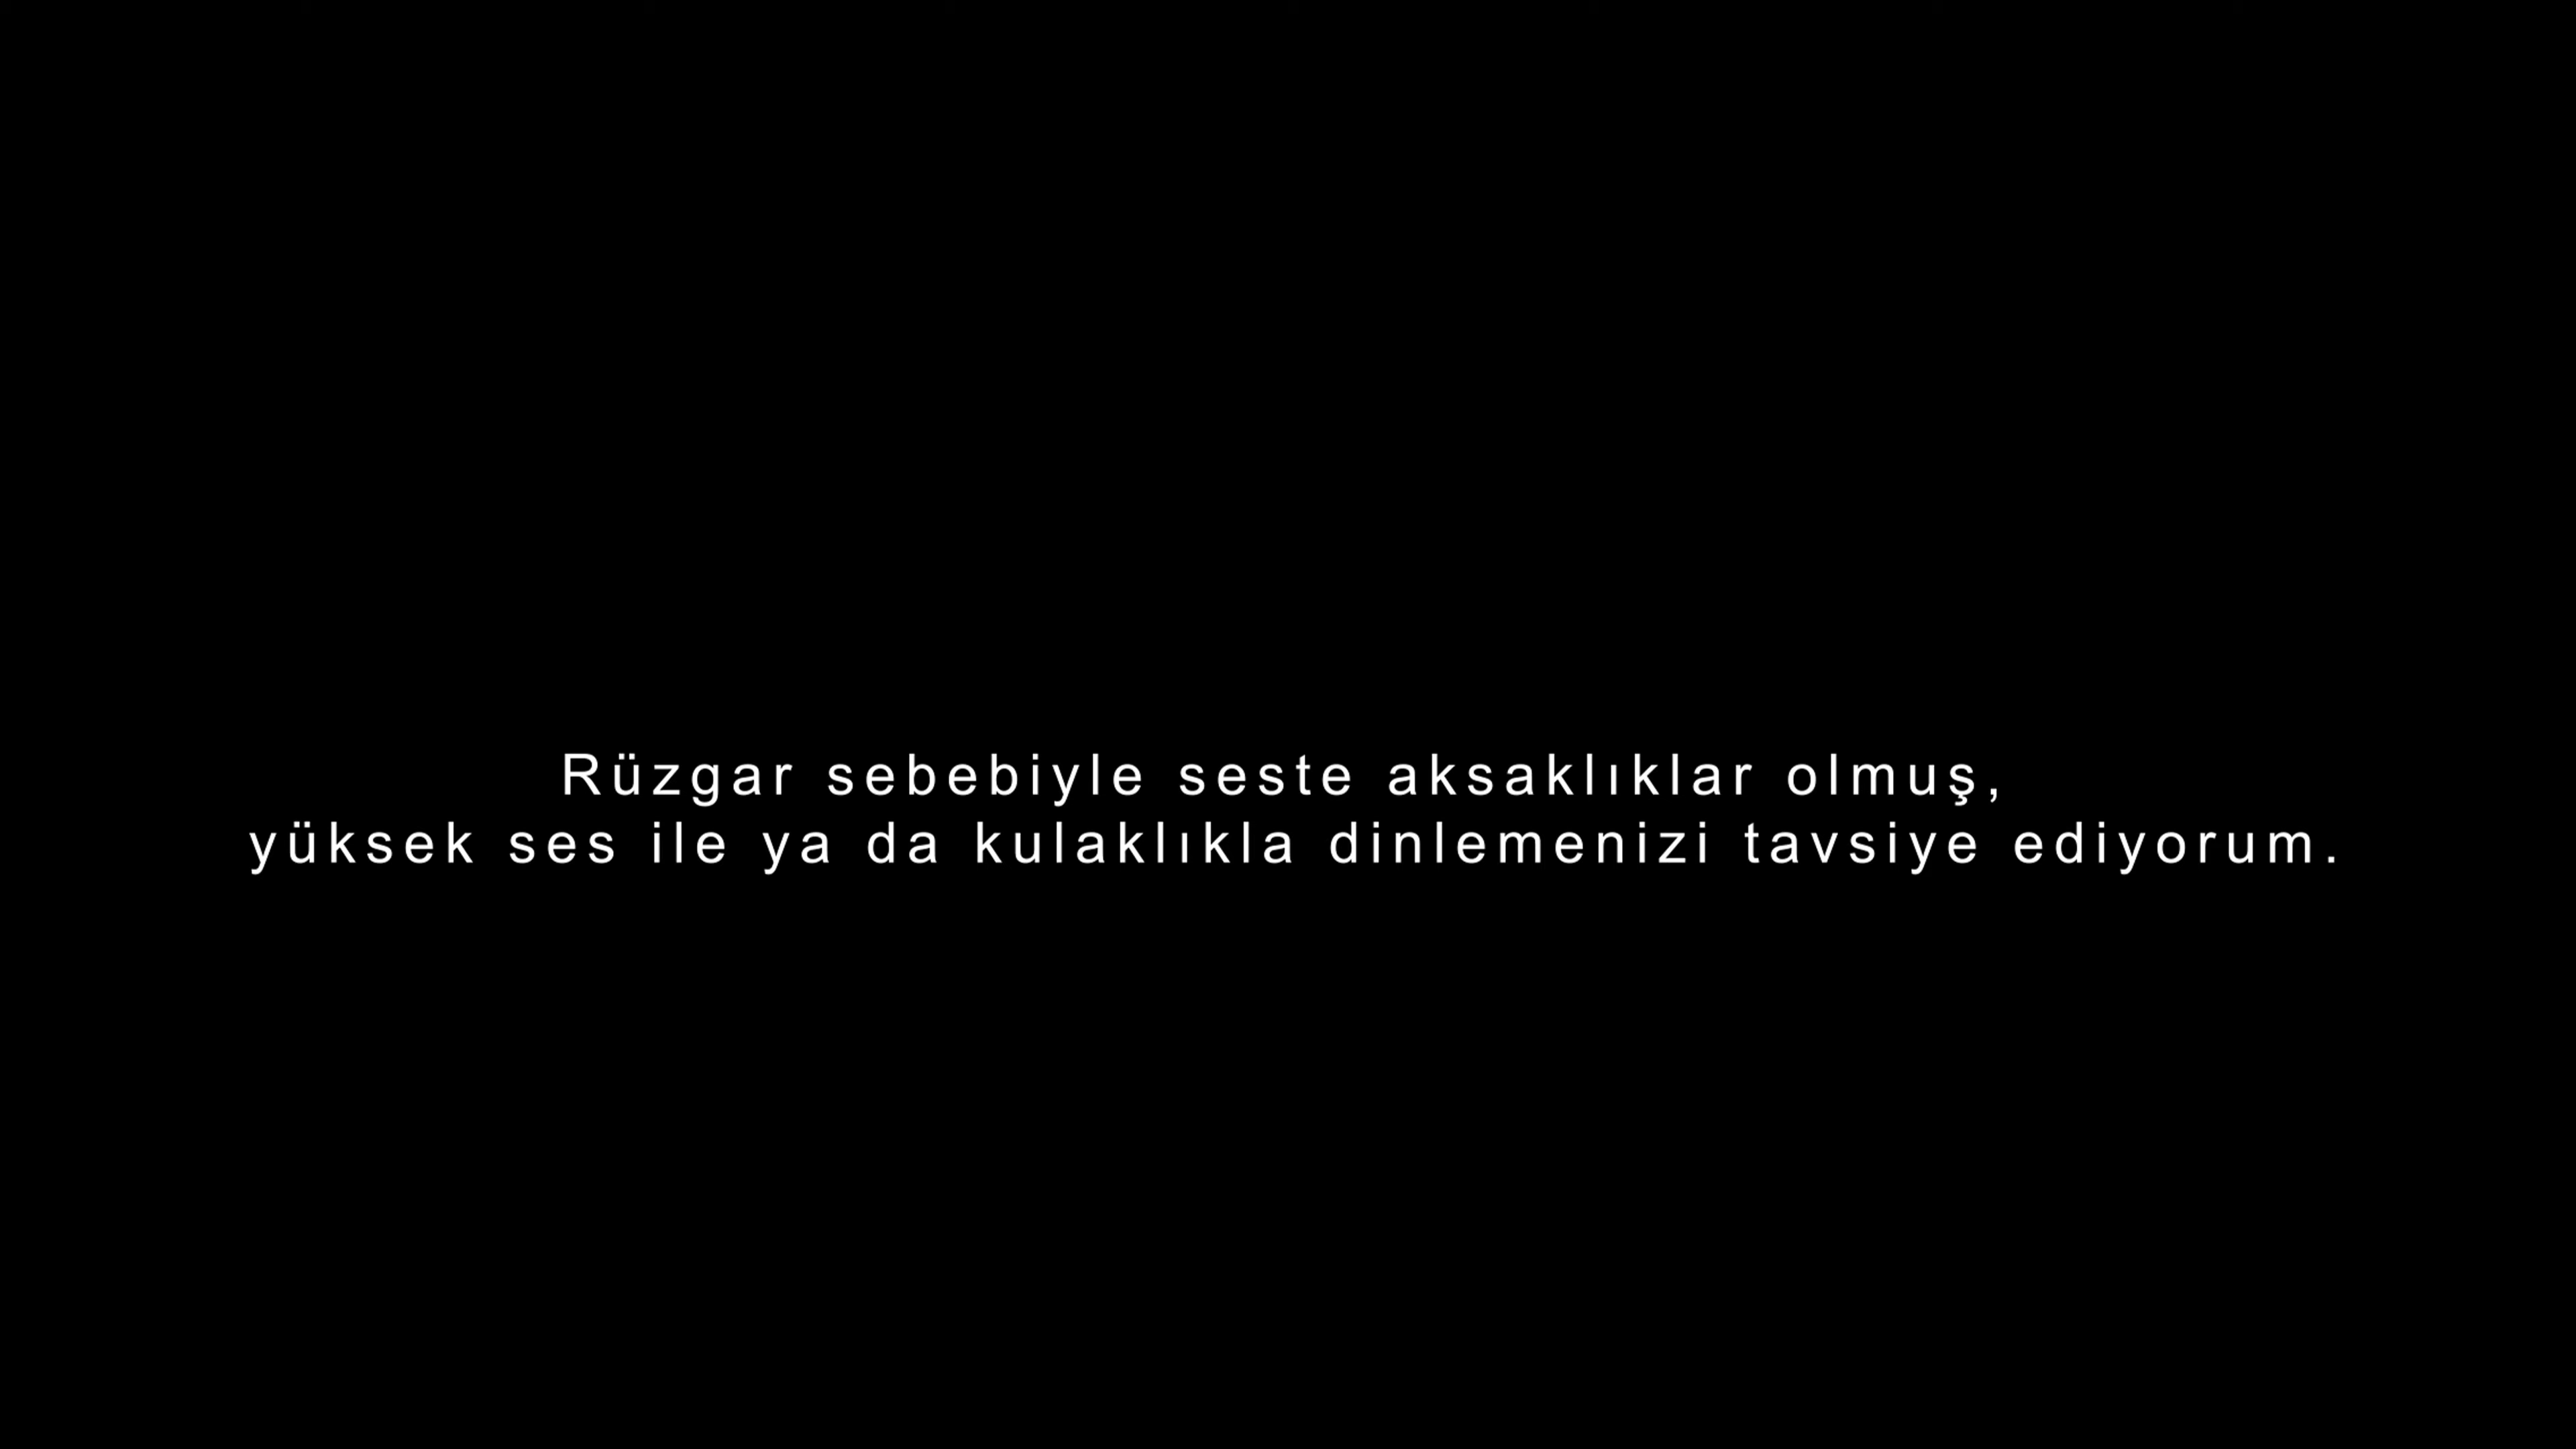 Rüzgar sebebiyle seste aksaklıklar olmuş,
yüksek ses ile ya da kulaklıkla dinlemenizi tavsiye ediyorum.